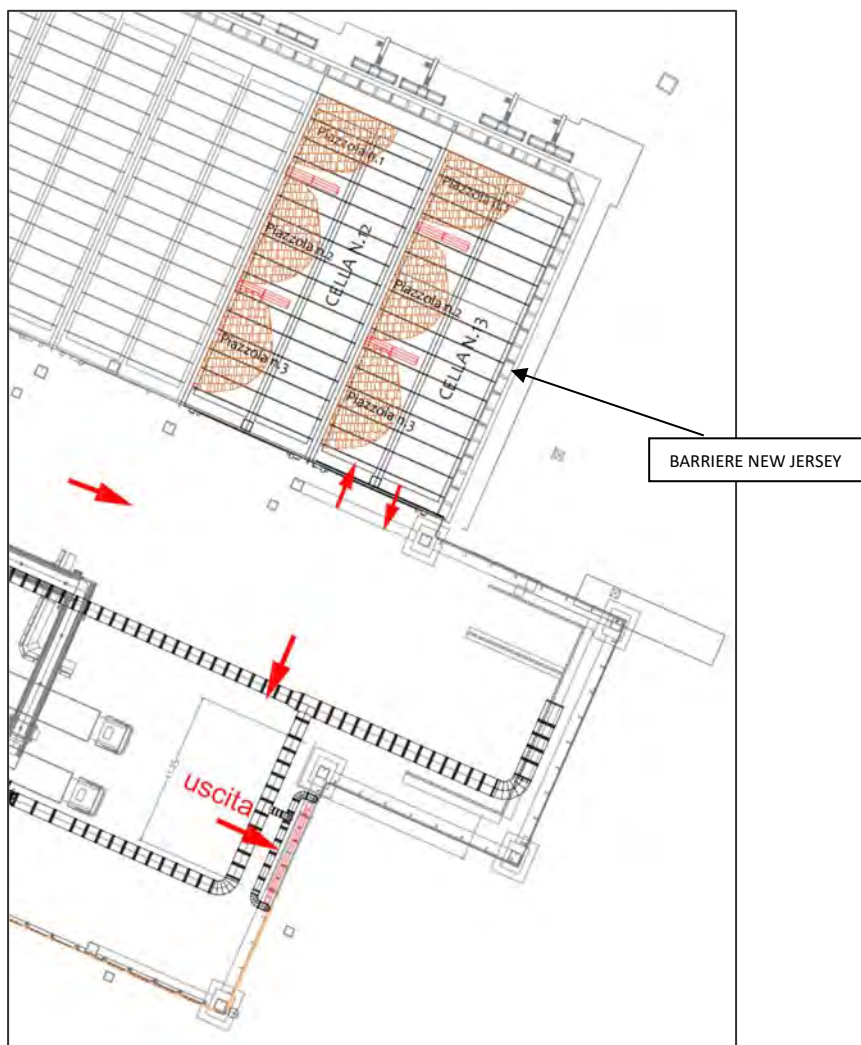 Piazzola n.1
Piazzola n.2
Piazzola n.3
CELLA N.12
Piazzola n.1
Piazzola n.2
Piazzola n.3
CELLA N.13
BARRIERE NEW JERSEY
uscita